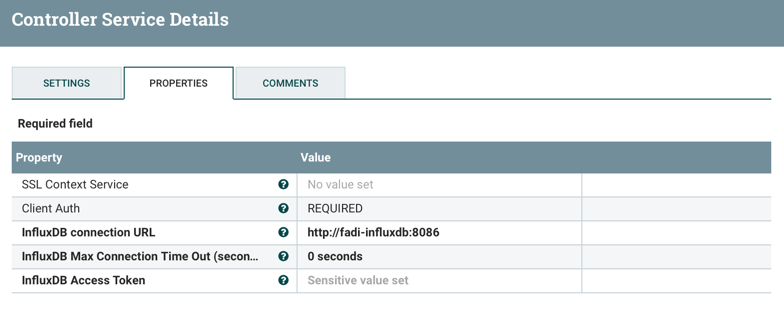 Controller Service Details
SETTINGS PROPERTIES COMMENTS
Required field
Property Value
SSL Context Service ? No value set
Client Auth ? REQUIRED
InfluxDB connection URL ? http://fadi-influxdb:8086
InfluxDB Max Connection Time Out (secon... ? 0 seconds
InfluxDB Access Token ? Sensitive value set